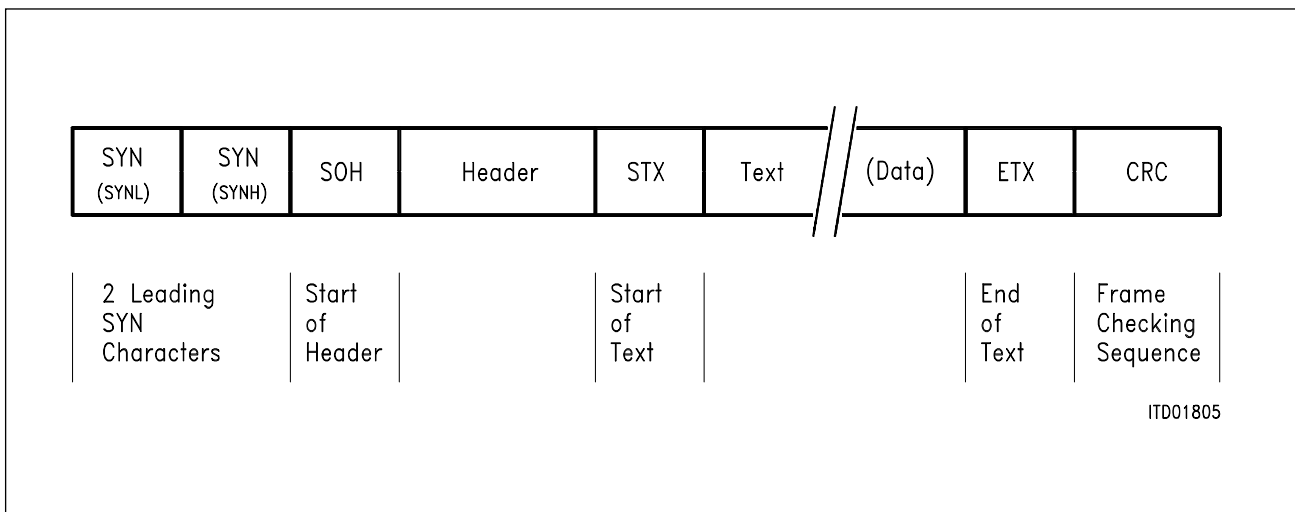 SYN
(SYNL)
SYN
(SYNH)
SOH
Header
STX
Text
(Data)
ETX
CRC
2 Leading
SYN
Characters
Start
of
Header
Start
of
Text
End
of
Text
Frame
Checking
Sequence
ITD01805